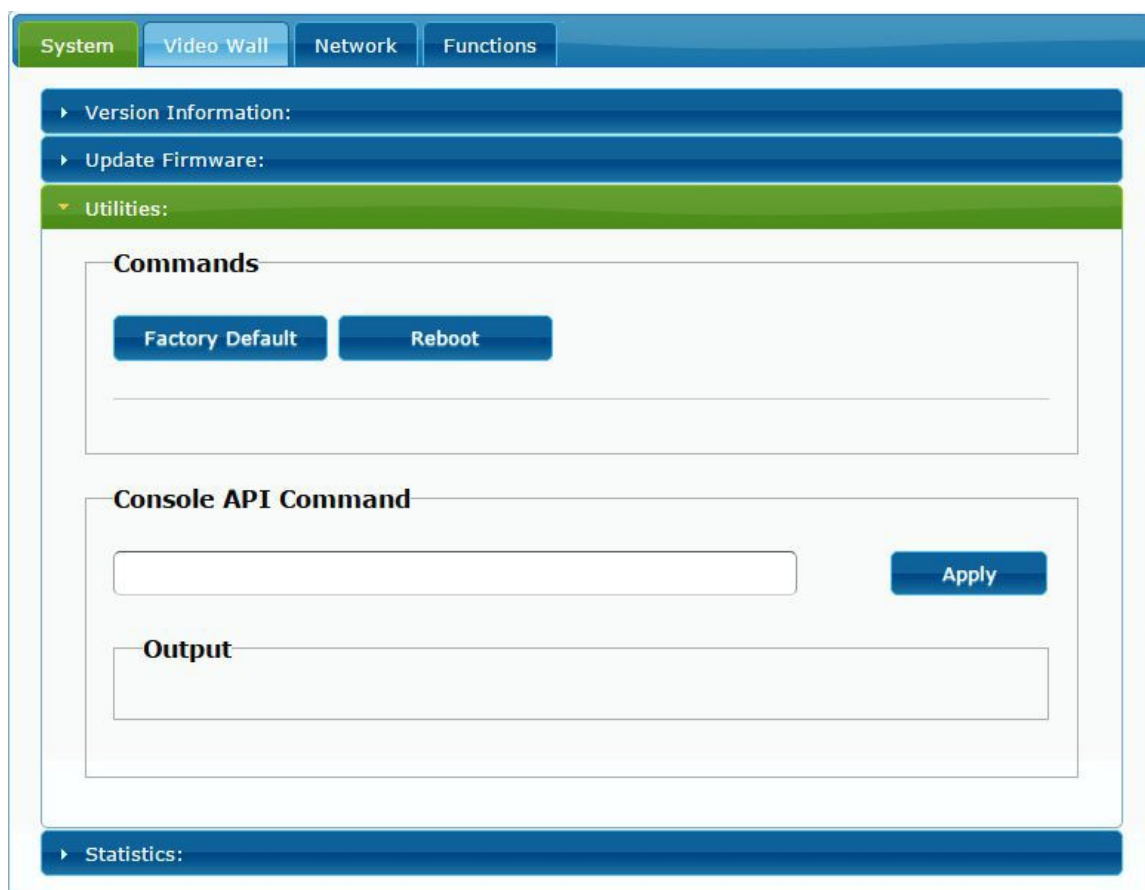 System Video Wall Network Functions
Version Information:
Update Firmware:
Utilities:
Commands
Factory Default Reboot
Console API Command
Apply
Output
Statistics: